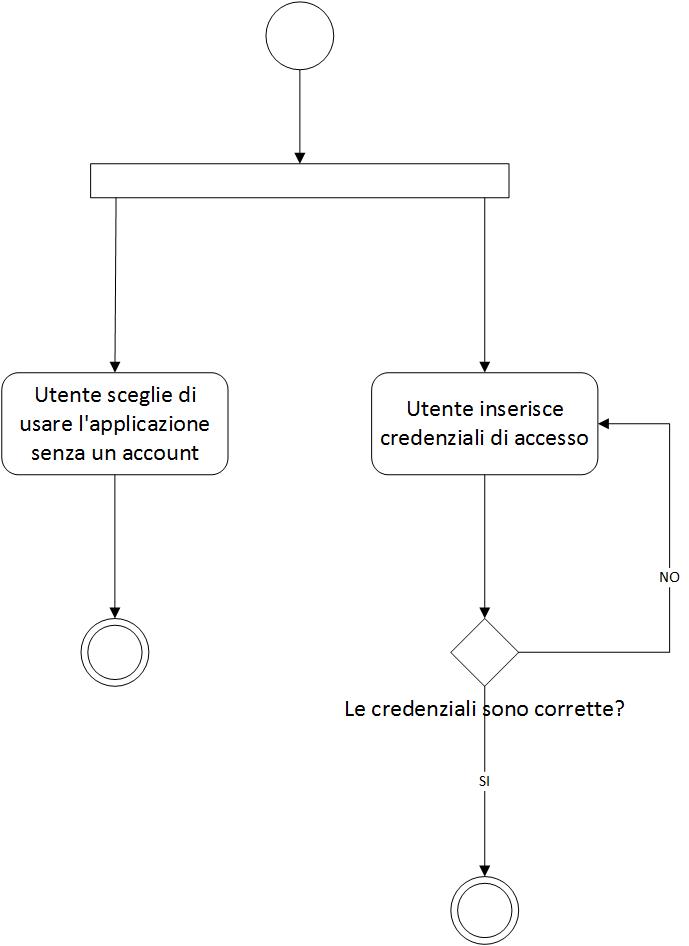 Utente sceglie di
usare l'applicazione
senza un account
Utente inserisce
credenziali di accesso
NO
Le credenziali sono corrette?
SI